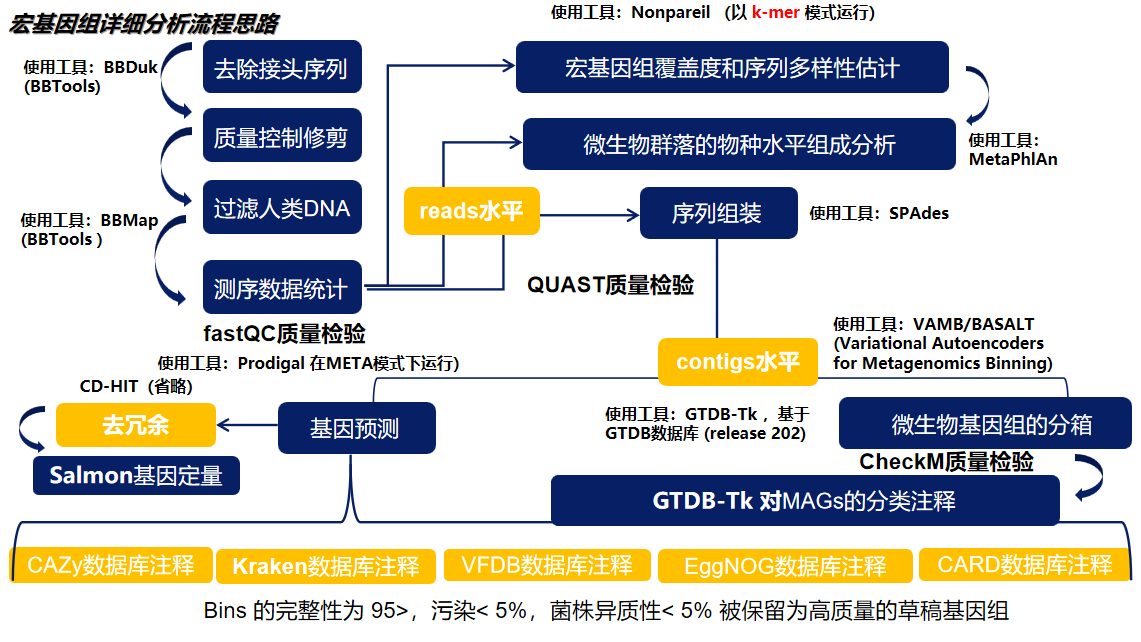 宏基因组详细分析流程思路
使用工具：Nonpareil （以 k-mer 模式运行）
使用工具：BBDuk
(BBTools)
去除接头序列
宏基因组覆盖度和序列多样性估计
质量控制修剪
微生物群落的物种水平组成分析
使用工具：
MetaPhlAn
过滤人类DNA
reads水平
序列组装
使用工具：SPAdes
使用工具：BBMap
(BBTools )
测序数据统计
QUAST质量检验
fastQC质量检验
使用工具：VAMB/BASALT
(Variational Autoencoders
for Metagenomics Binning)
使用工具：Prodigal 在META模式下运行）
contigs水平
CD-HIT（省略）
去冗余
基因预测
使用工具：GTDB-Tk ，基于
GTDB数据库 (release 202)
微生物基因组的分箱
CheckM质量检验
Salmon基因定量
GTDB-Tk 对MAGs的分类注释
CAZy数据库注释
Kraken数据库注释
VFDB数据库注释
EggNOG数据库注释
CARD数据库注释
Bins 的完整性为 95>，污染< 5%，菌株异质性< 5% 被保留为高质量的草稿基因组